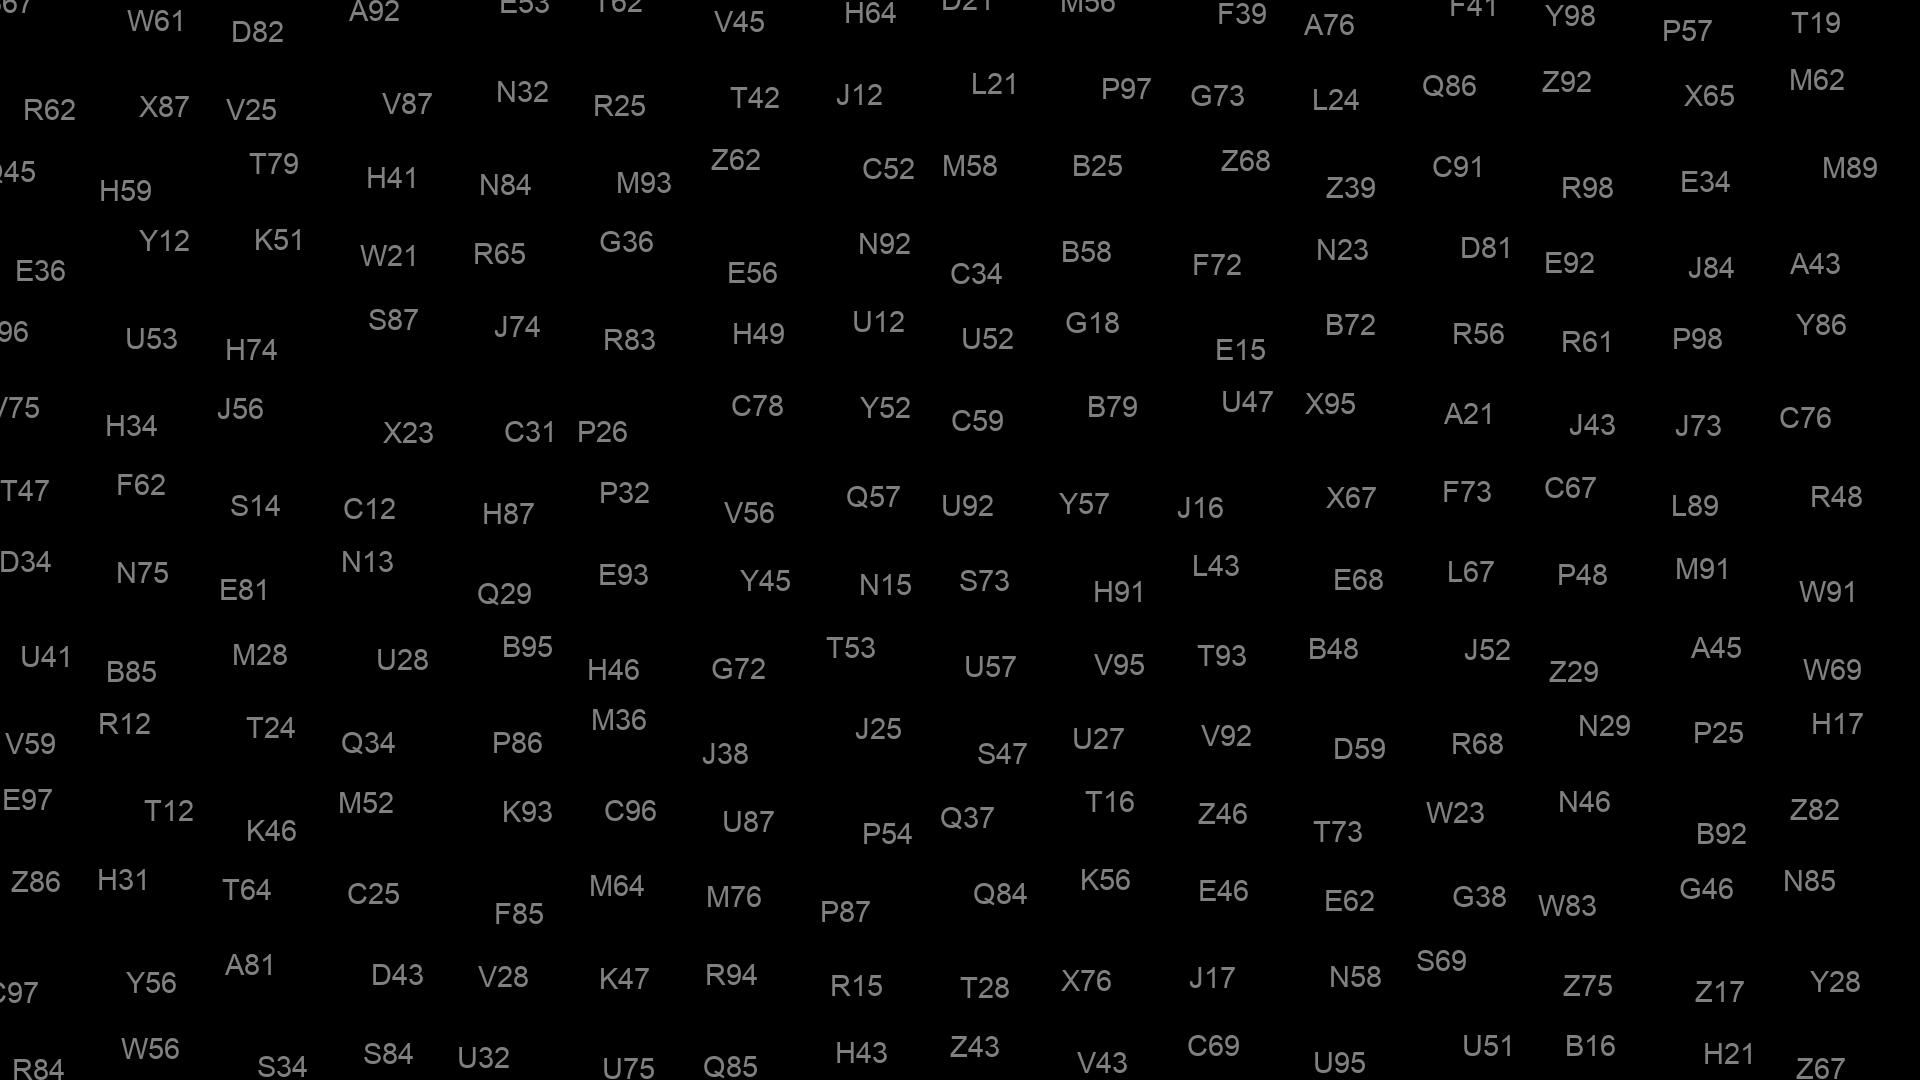 W61 D82 A92 E53 T62 V45 H64 D21 M56 F39 A76 F41 Y98 P57 T19
R62 X87 V25 V87 N32 R25 T42 J12 L21 P97 G73 L24 Q86 Z92 X65 M62
Q45 H59 T79 H41 N84 M93 Z62 C52 M58 B25 Z68 Z39 C91 R98 E34 M89
E36 Y12 K51 W21 R65 G36 E56 N92 C34 B58 F72 N23 D81 E92 J84 A43
96 U53 H74 S87 J74 R83 H49 U12 U52 G18 E15 B72 R56 R61 P98 Y86
V75 H34 J56 X23 C31 P26 C78 Y52 C59 B79 U47 X95 A21 J43 J73 C76
T47 F62 S14 C12 H87 P32 V56 Q57 U92 Y57 J16 X67 F73 C67 L89 R48
D34 N75 E81 N13 Q29 E93 Y45 N15 S73 H91 L43 E68 L67 P48 M91 W91
U41 B85 M28 U28 B95 H46 G72 T53 U57 V95 T93 B48 J52 Z29 A45 W69
V59 R12 T24 Q34 P86 M36 J38 J25 S47 U27 V92 D59 R68 N29 P25 H17
E97 T12 K46 M52 K93 C96 U87 P54 Q37 T16 Z46 T73 W23 N46 B92 Z82
Z86 H31 T64 C25 F85 M64 M76 P87 Q84 K56 E46 E62 G38 W83 G46 N85
C97 Y56 A81 D43 V28 K47 R94 R15 T28 X76 J17 N58 S69 Z75 Z17 Y28
R84 W56 S34 S84 U32 U75 Q85 H43 Z43 V43 C69 U95 U51 B16 H21 Z67